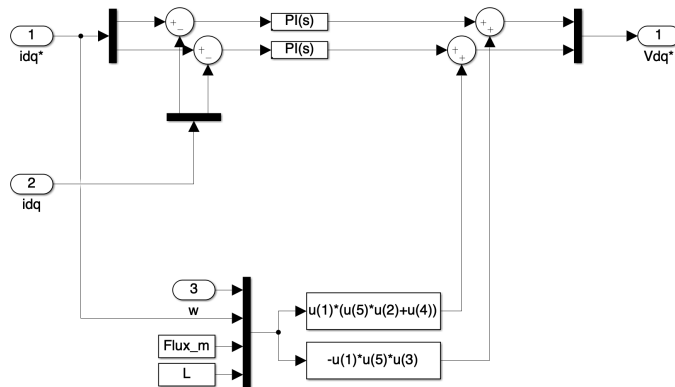 1
idq*
+
−
PI(s)
+
+
1
Vdq*
+
−
PI(s)
+
+
2
idq
3
w
u(1)*(u(5)*u(2)+u(4))
Flux_m
-u(1)*u(5)*u(3)
L